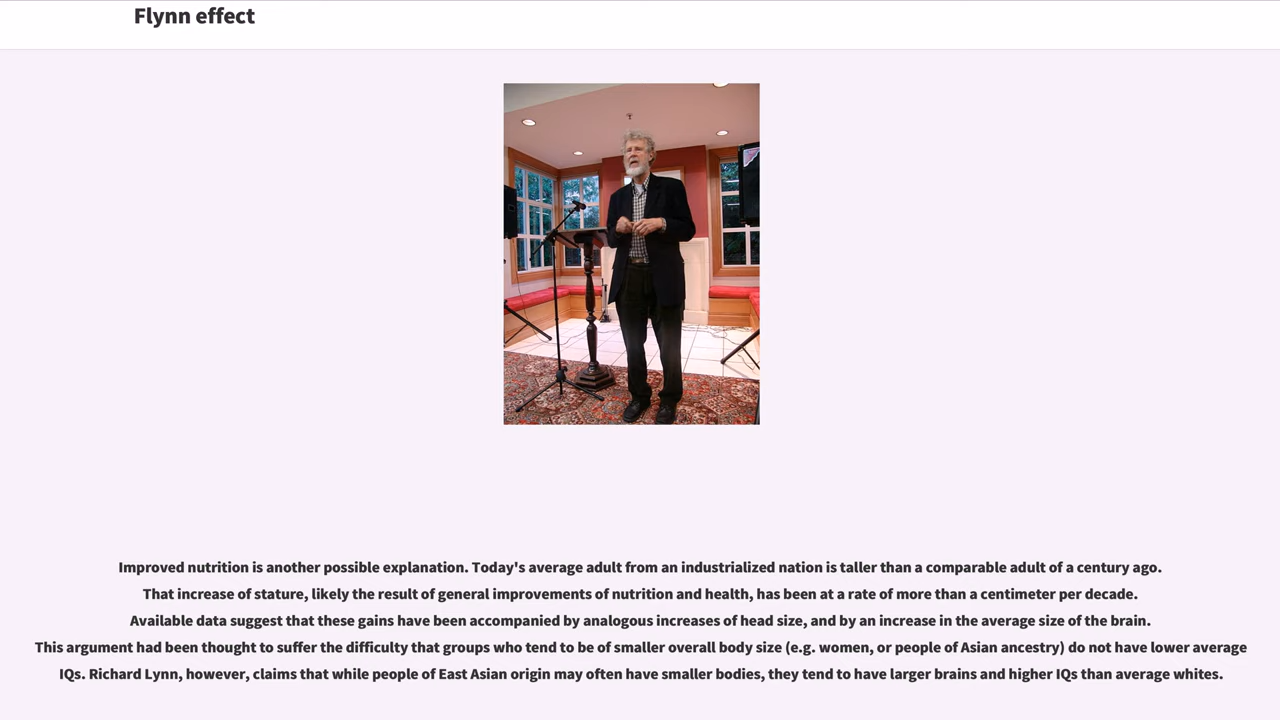 Flynn effect
Improved nutrition is another possible explanation. Today's average adult from an industrialized nation is taller than a comparable adult of a century ago.
That increase of stature, likely the result of general improvements of nutrition and health, has been at a rate of more than a centimeter per decade.
Available data suggest that these gains have been accompanied by analogous increases of head size, and by an increase in the average size of the brain.
This argument had been thought to suffer the difficulty that groups who tend to be of smaller overall body size (e.g. women, or people of Asian ancestry) do not have lower average
IQs. Richard Lynn, however, claims that while people of East Asian origin may often have smaller bodies, they tend to have larger brains and higher IQs than average whites.